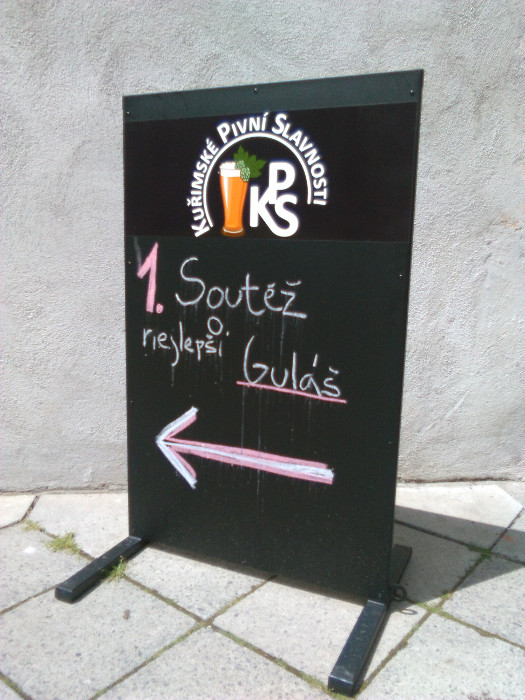 KUŘIMSKÉ PIVNÍ SLAVNOSTI
KPS
1. Soutěž
o
nejlepší Guláš